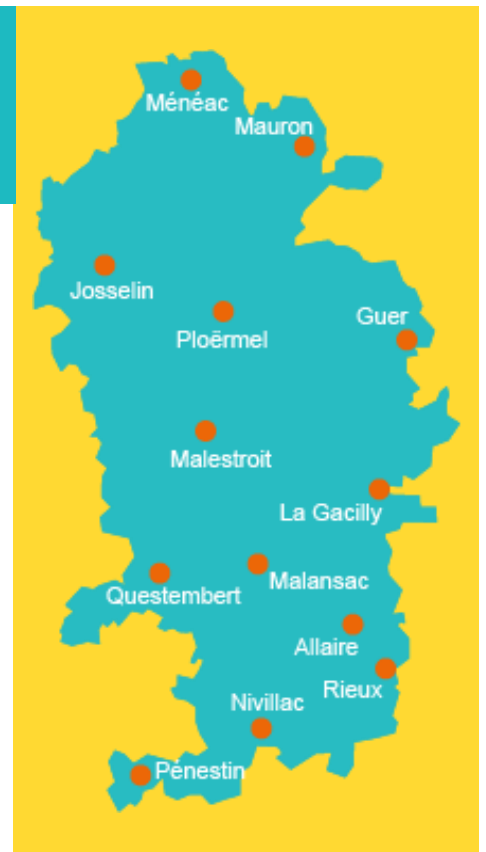 Ménéac
Mauron
Josselin
Guer
Ploërmel
Malestroit
La Gacilly
Malansac
Questembert
Allaire
Rieux
Nivillac
Pénestin